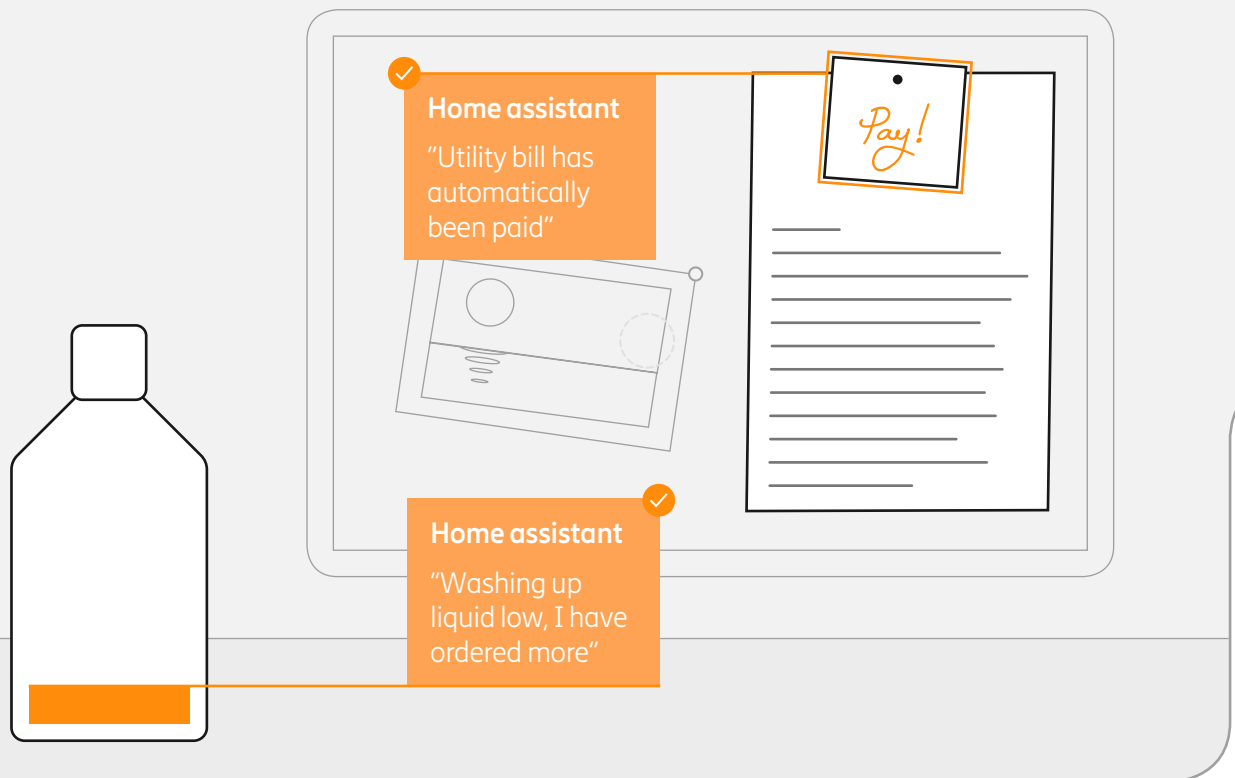 Home assistant
“Utility bill has
automatically
been paid”
Pay!
Home assistant
“Washing up
liquid low, I have
ordered more“